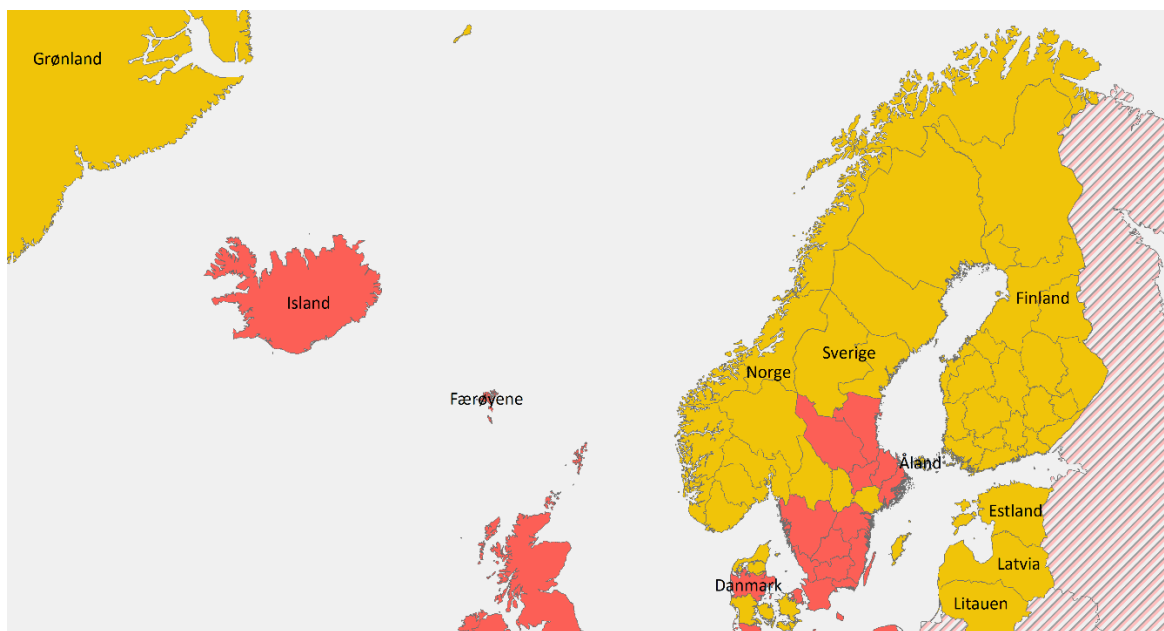 Grønland
Island
Finland
Sverige
Norge
Færøyene
Åland
Estland
Latvia
Danmark
Litauen